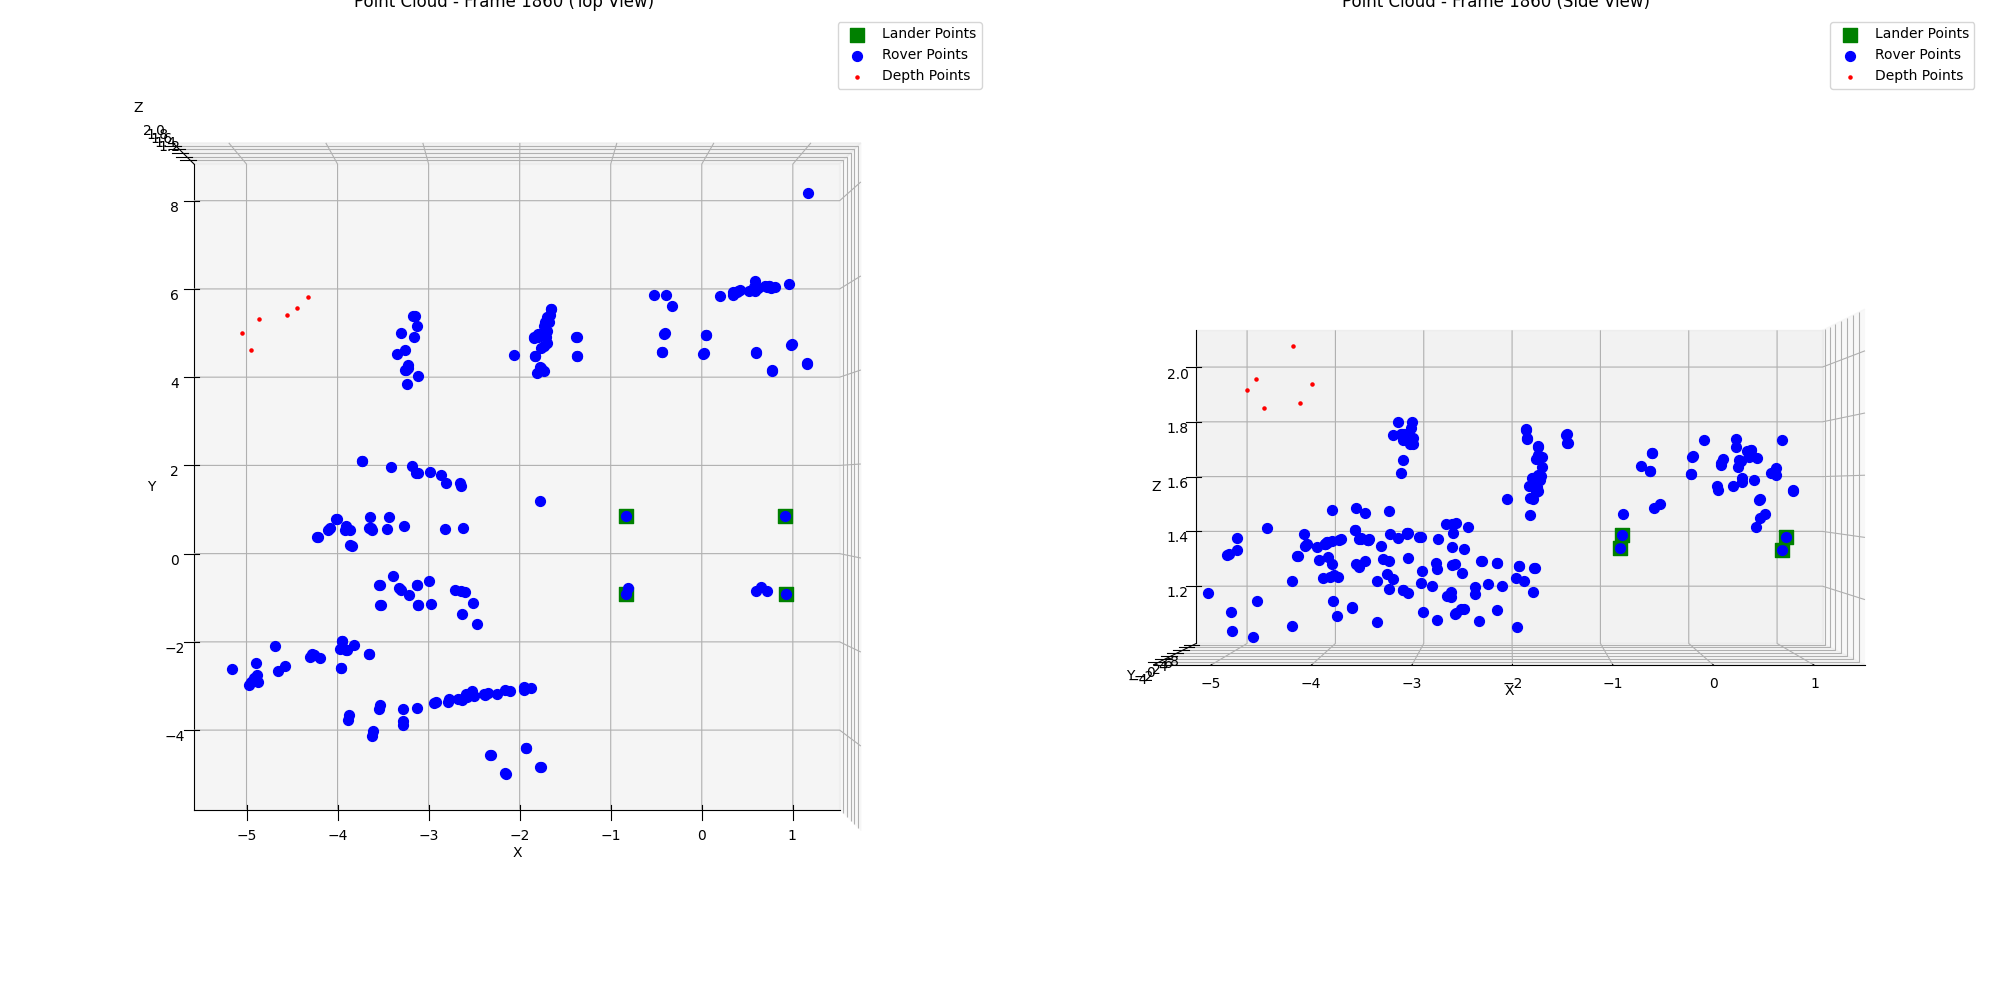 Point Cloud - Frame 1860 (Top View)
Lander Points
Rover Points
Depth Points
Z
2.0
8
6
4
2
0
−2
−4
Y
−5
−4
−3
−2
−1
0
1
X
Point Cloud - Frame 1860 (Side View)
Lander Points
Rover Points
Depth Points
2.0
1.8
1.6
1.4
1.2
Z
Y
−5
−4
−3
−2
−1
0
1
X